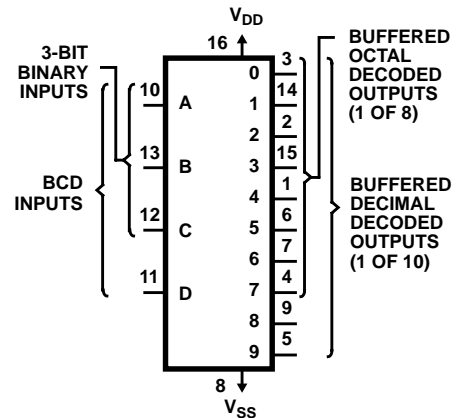 V_DD
16
3-BIT
BINARY
INPUTS
BCD
INPUTS
10 A
13 B
12 C
11 D
0 3
1 14
2 2
3 15
4 1
5 6
6 7
7 4
8 9
9 5
8
V_SS
BUFFERED
OCTAL
DECODED
OUTPUTS
(1 OF 8)
BUFFERED
DECIMAL
DECODED
OUTPUTS
(1 OF 10)